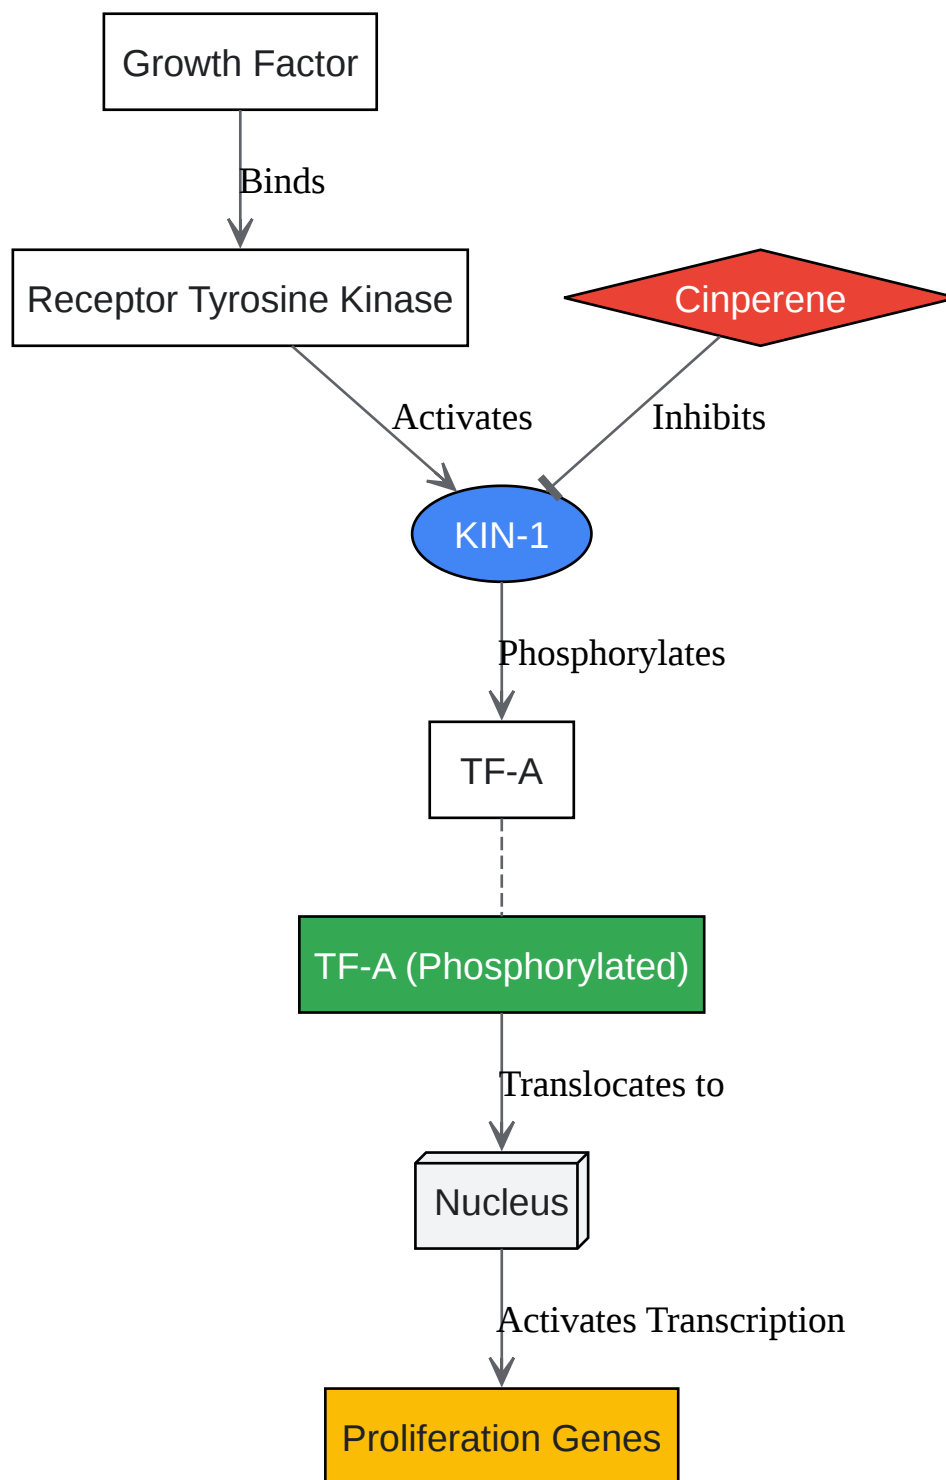 Growth Factor
Binds
Receptor Tyrosine Kinase
Cinperene
Activates
Inhibits
KIN-1
Phosphorylates
TF-A
TF-A (Phosphorylated)
Translocates to
Nucleus
Activates Transcription
Proliferation Genes